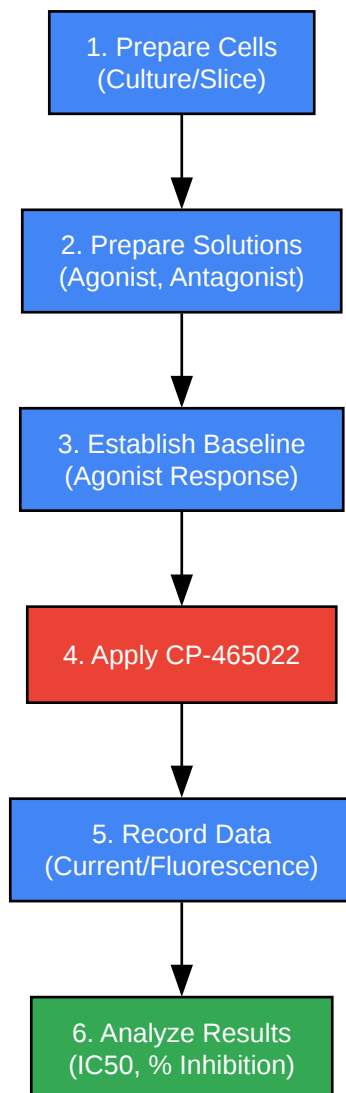 1. Prepare Cells
(Culture/Slice)
2. Prepare Solutions
(Agonist, Antagonist)
3. Establish Baseline
(Agonist Response)
4. Apply CP-465022
5. Record Data
(Current/Fluorescence)
6. Analyze Results
(IC50, % Inhibition)